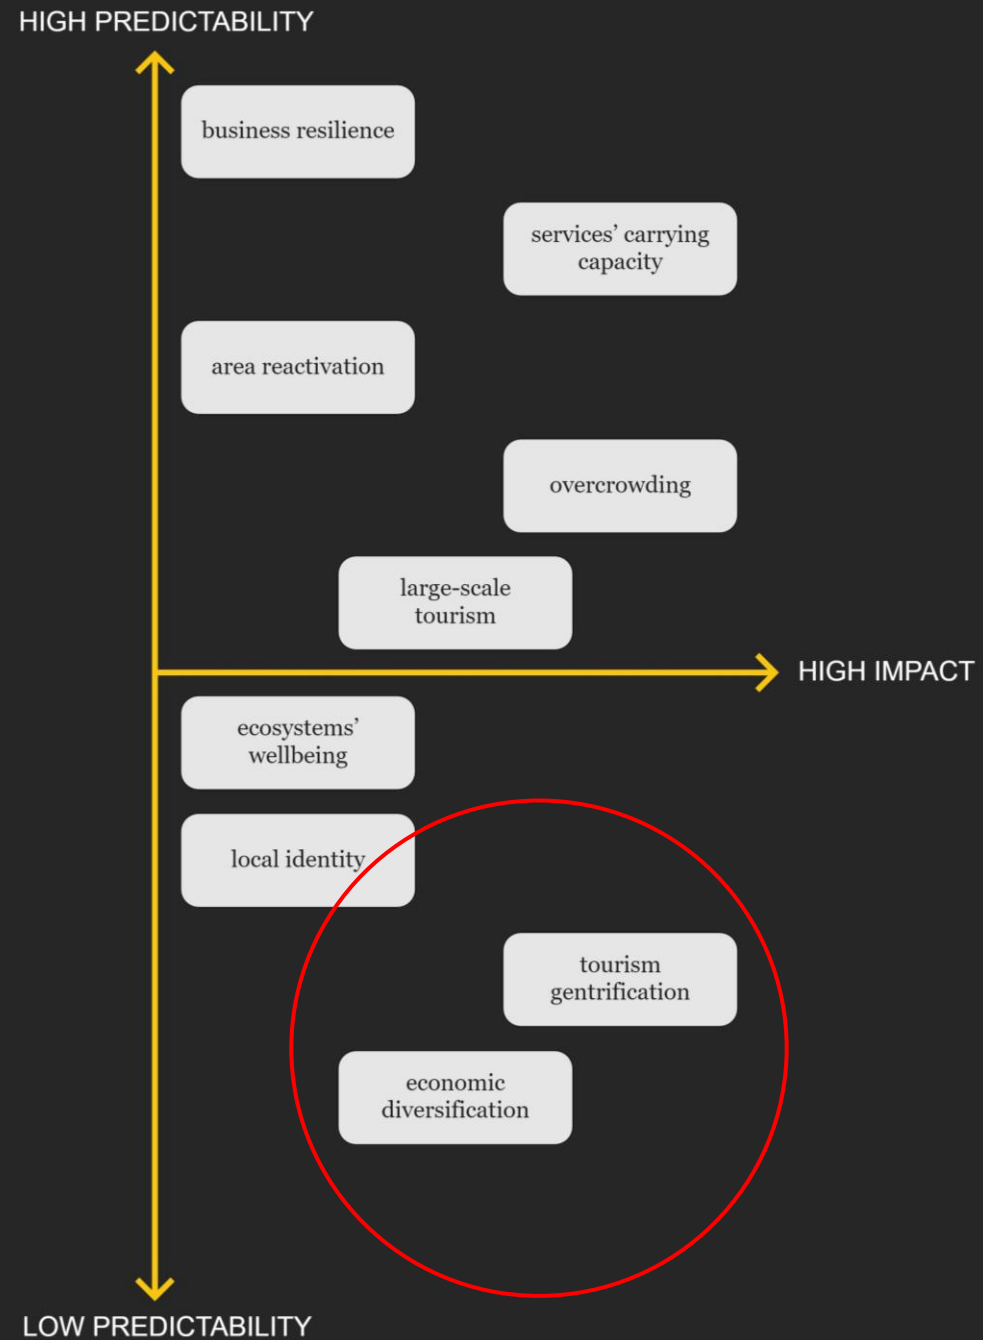 HIGH PREDICTABILITY
business resilience
services’ carrying
capacity
area reactivation
overcrowding
large-scale
tourism
HIGH IMPACT
ecosystems’
wellbeing
local identity
tourism
gentrification
economic
diversification
LOW PREDICTABILITY